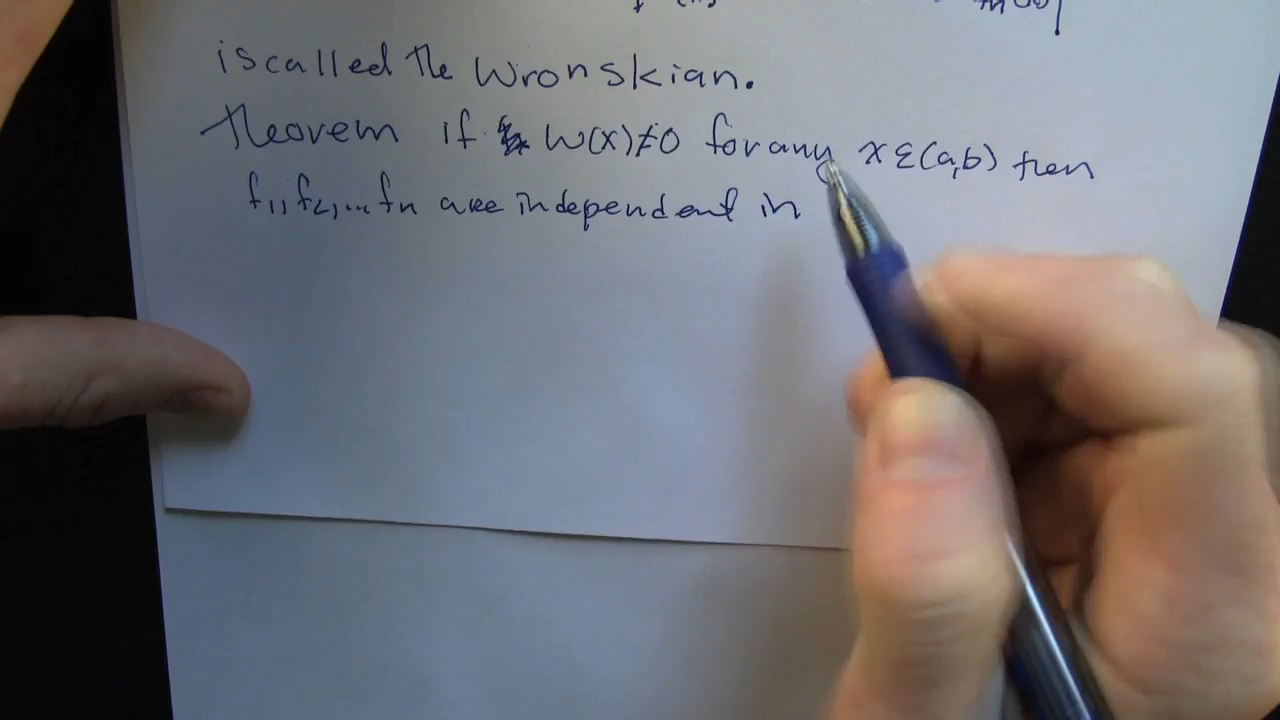 is called the Wronskian.
theorem if W(x)≠0 for any x∈(a,b) then
f1, f2, ... fn are independent in